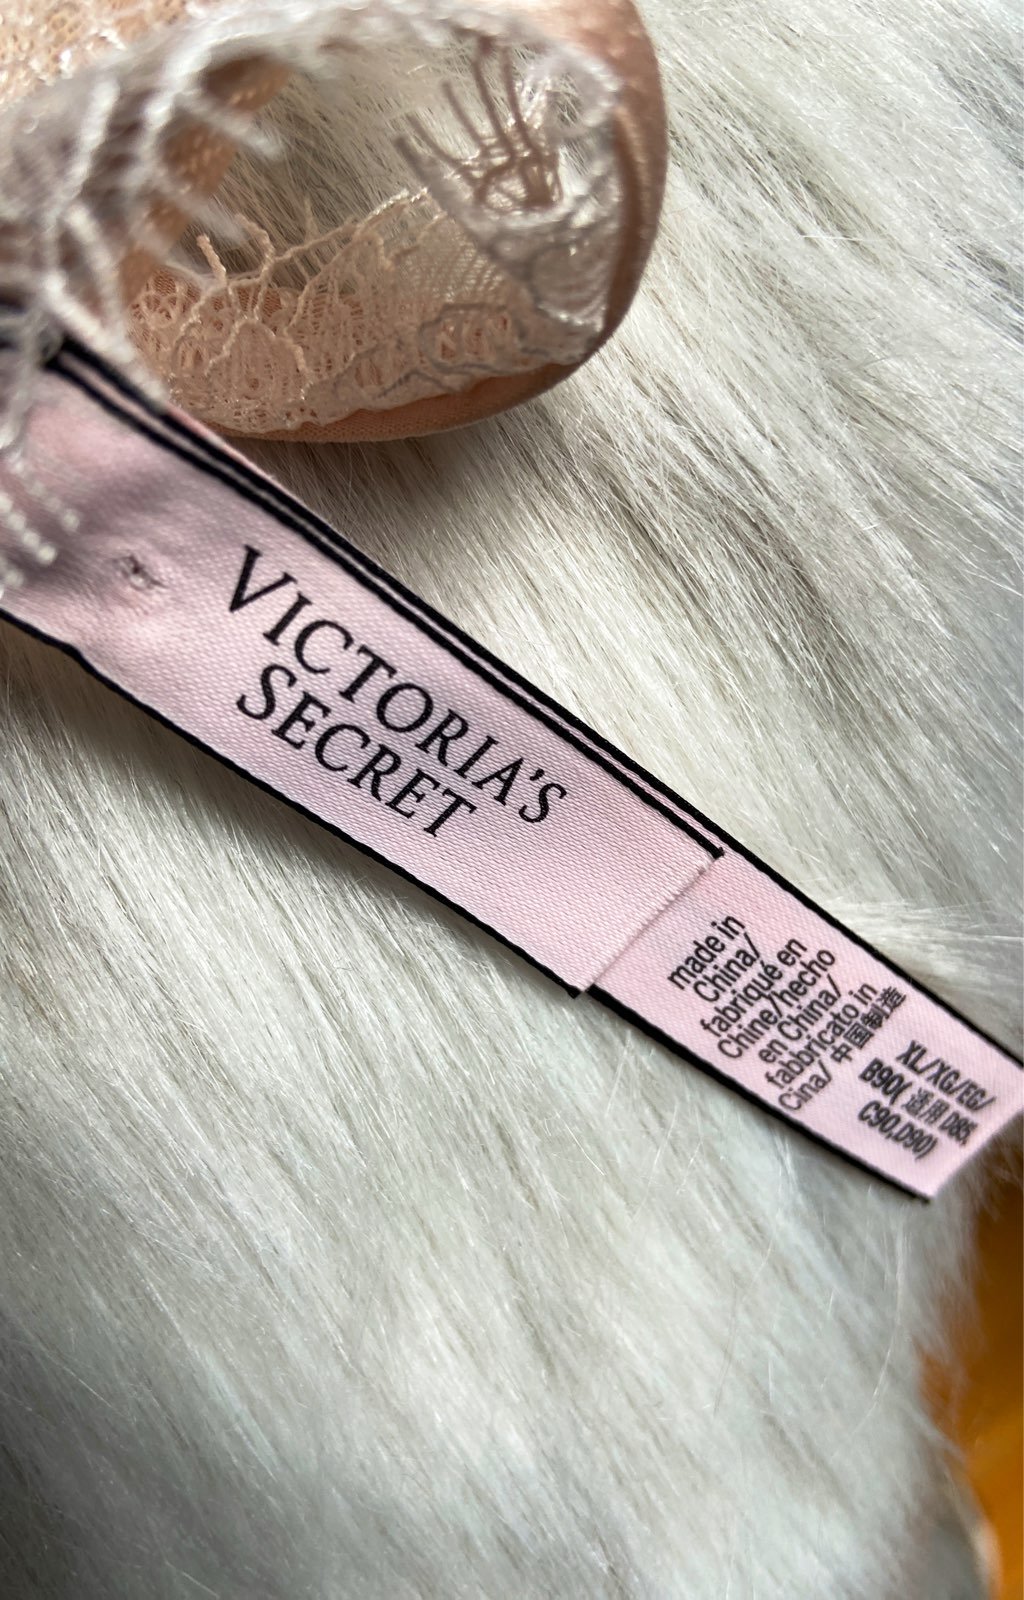 VICTORIA'S
SECRET
made in
China/
fabriqué en
Chine/hecho
en China/
fabbricato in
Cina/ 中国制造
XL/XG/EG/
B90( 适用 D85,
C90,D90)